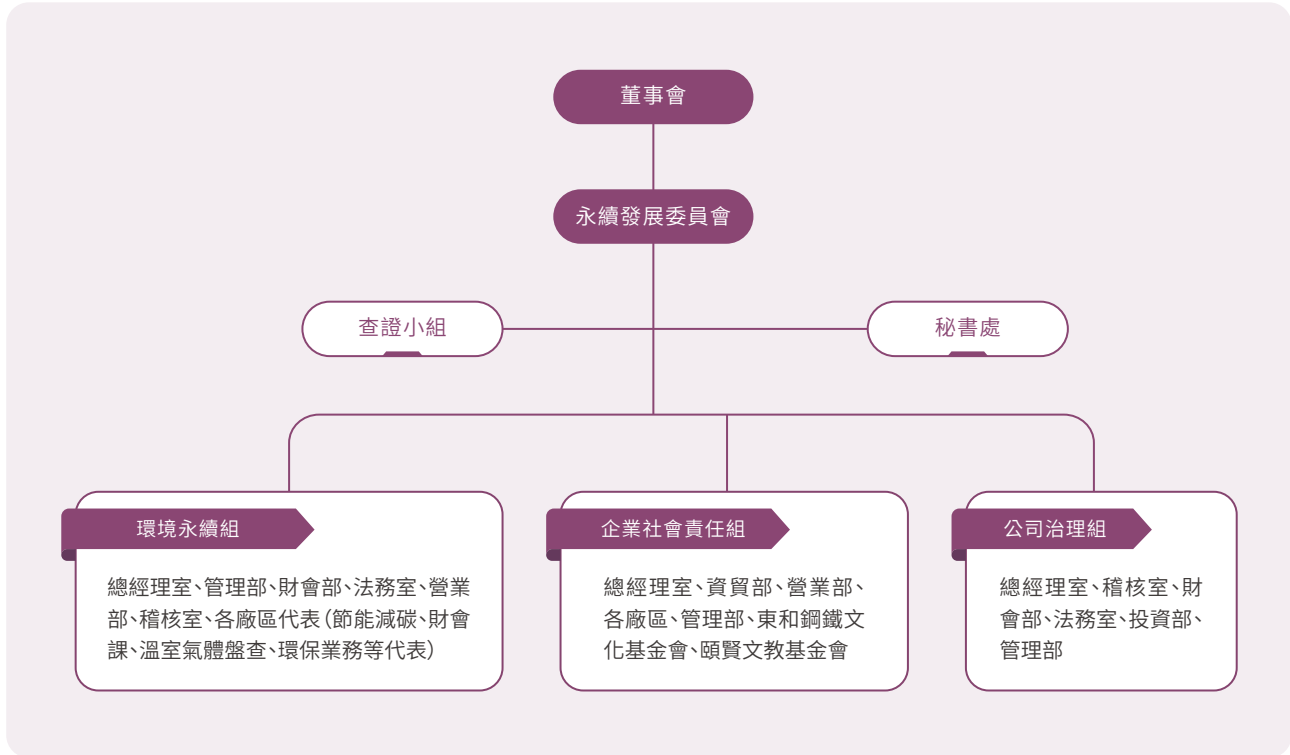 董事會
永續發展委員會
查證小組
秘書處
環境永續組
總經理室、管理部、財會部、法務室、營業
部、稽核室、各廠區代表（節能減碳、財會
課、溫室氣體盤查、環保業務等代表）
企業社會責任組
總經理室、資貿部、營業部、
各廠區、管理部、東和鋼鐵文
化基金會、頤賢文教基金會
公司治理組
總經理室、稽核室、財
會部、法務室、投資部、
管理部